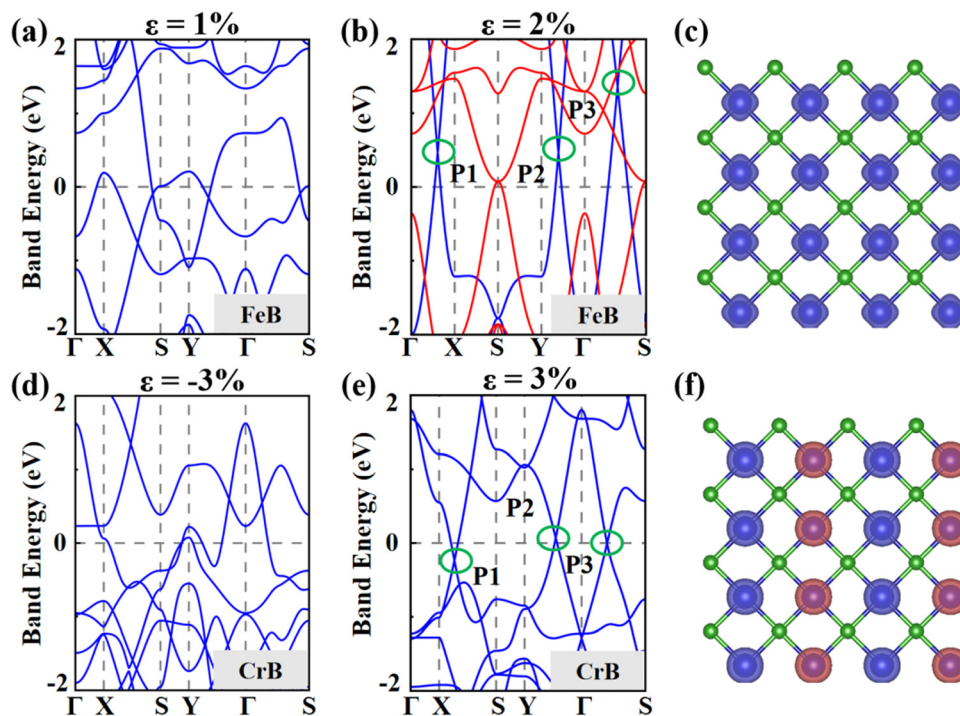 (a) ε = 1% (b) ε = 2% (c)
Band Energy (eV)
2
0
-2
FeB
Γ X S Y Γ S
Band Energy (eV)
2
0
-2
P1 P2 P3
FeB
Γ X S Y Γ S
(d) ε = -3% (e) ε = 3% (f)
Band Energy (eV)
2
0
-2
CrB
Γ X S Y Γ S
Band Energy (eV)
2
0
-2
P2
P1 P3
CrB
Γ X S Y Γ S